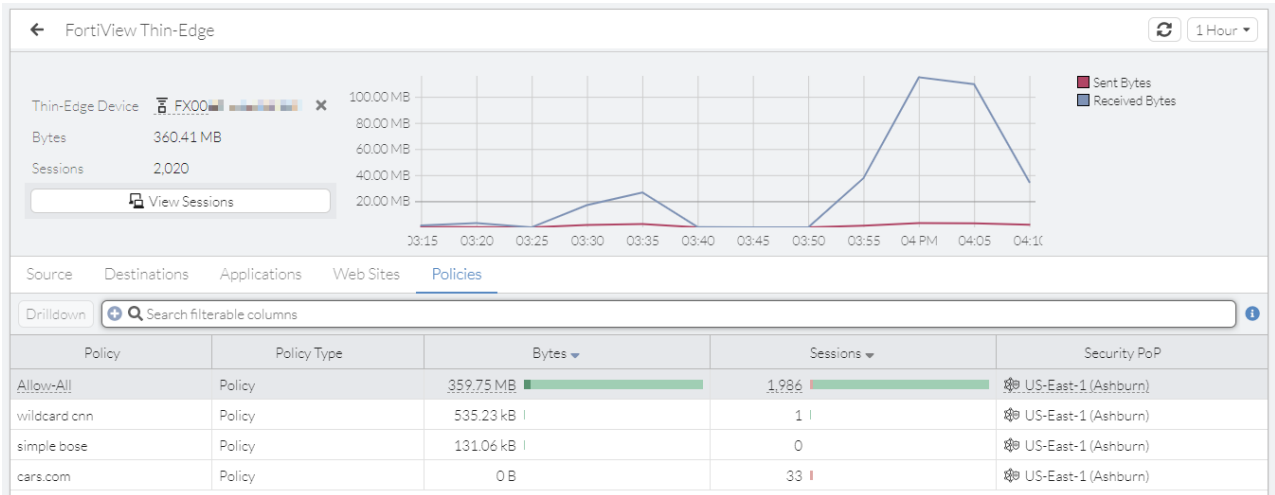 FortiView Thin-Edge
1 Hour
Thin-Edge Device FX00
Bytes 360.41 MB
Sessions 2,020
View Sessions
100.00 MB
80.00 MB
60.00 MB
40.00 MB
20.00 MB
03:15 03:20 03:25 03:30 03:35 03:40 03:45 03:50 03:55 04 PM 04:05 04:10
Sent Bytes
Received Bytes
Source Destinations Applications Web Sites Policies
Drilldown Search filterable columns
Policy Policy Type Bytes Sessions Security PoP
Allow-All Policy 359.75 MB 1,986 US-East-1 (Ashburn)
wildcard cnn Policy 535.23 kB 1 US-East-1 (Ashburn)
simple bose Policy 131.06 kB 0 US-East-1 (Ashburn)
cars.com Policy 0 B 33 US-East-1 (Ashburn)